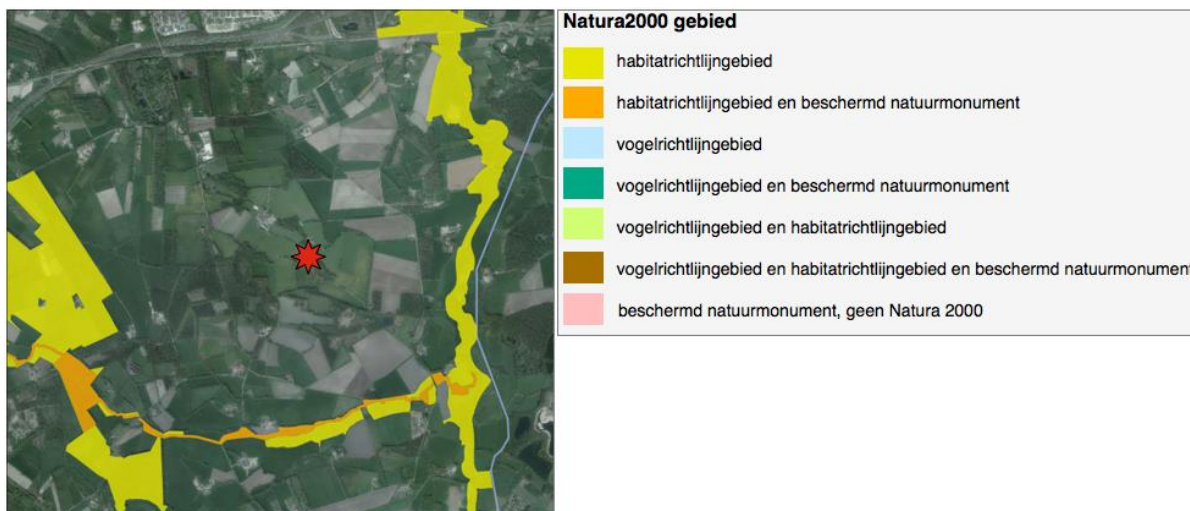 Natura2000 gebied
habitatrichtlijngebied
habitatrichtlijngebied en beschermd natuurmonument
vogelrichtlijngebied
vogelrichtlijngebied en beschermd natuurmonument
vogelrichtlijngebied en habitatrichtlijngebied
vogelrichtlijngebied en habitatrichtlijngebied en beschermd natuurmonument
beschermd natuurmonument, geen Natura 2000